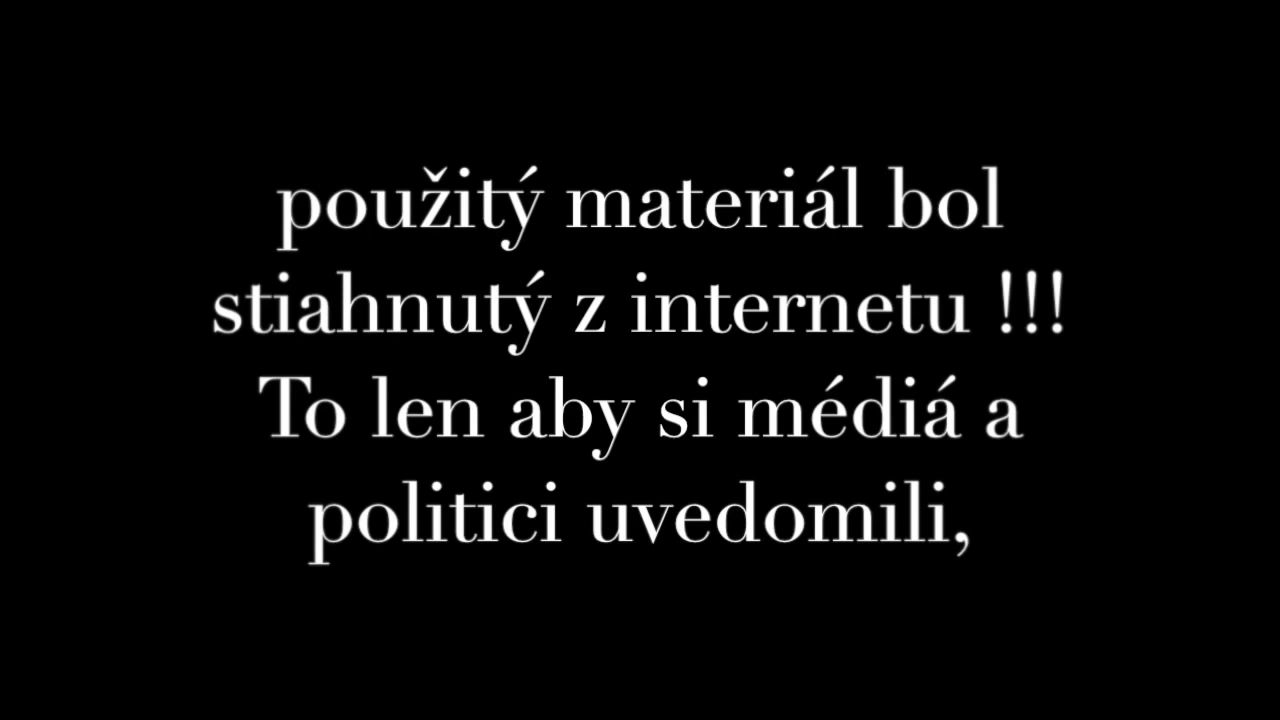 použitý materiál bol
stiahnutý z internetu !!!
To len aby si médiá a
politici uvedomili,